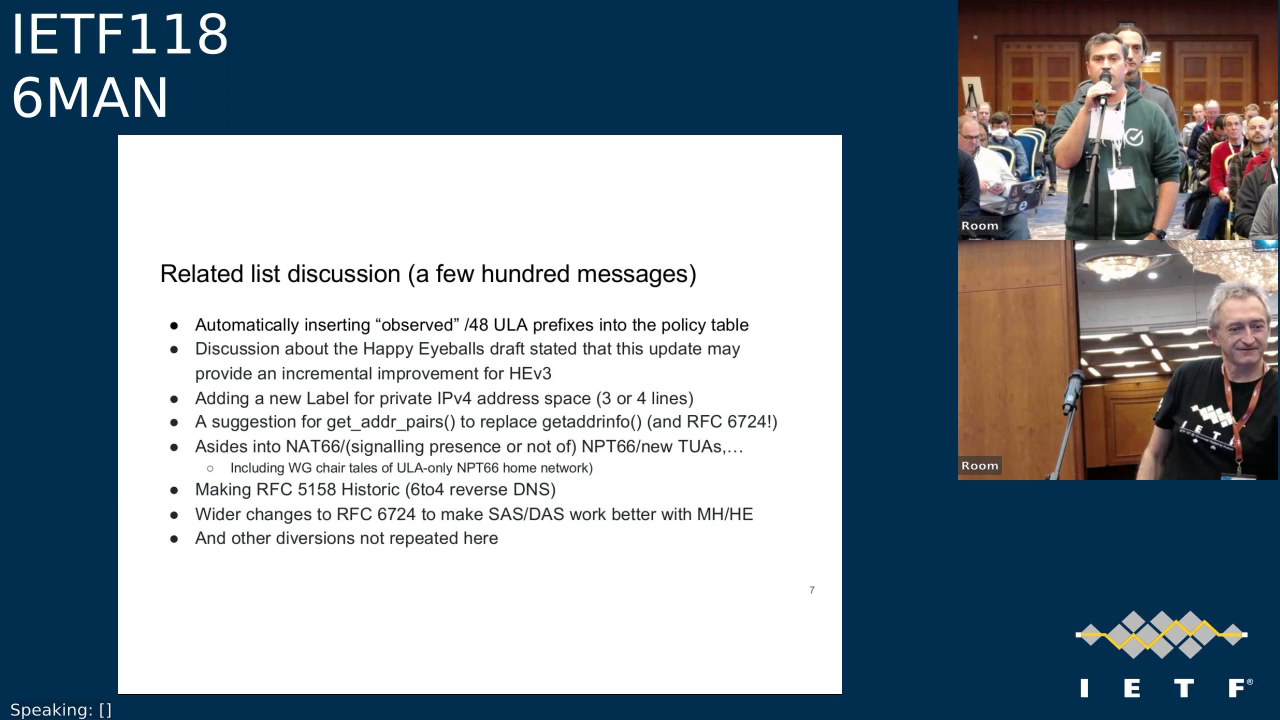 IETF118
6MAN
Related list discussion (a few hundred messages)
● Automatically inserting “observed” /48 ULA prefixes into the policy table
● Discussion about the Happy Eyeballs draft stated that this update may
provide an incremental improvement for HEv3
● Adding a new Label for private IPv4 address space (3 or 4 lines)
● A suggestion for get_addr_pairs() to replace getaddrinfo() (and RFC 6724!)
● Asides into NAT66/(signalling presence or not of) NPT66/new TUAs,…
○ Including WG chair tales of ULA-only NPT66 home network)
● Making RFC 5158 Historic (6to4 reverse DNS)
● Wider changes to RFC 6724 to make SAS/DAS work better with MH/HE
● And other diversions not repeated here
7
Room
Room
I E T F
I E T F®
Speaking: []